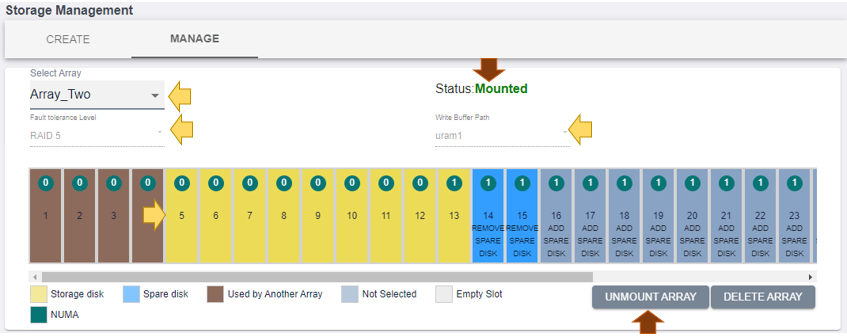 Storage Management
CREATE
MANAGE
Select Array
Array_Two
Status:Mounted
Fault tolerance Level
RAID 5
Write Buffer Path
uram1
0 0 0 0 0 0 0 0 0 0 0 0 1 1 1 1 1 1 1 1 1 1 1
1 2 3 5 6 7 8 9 10 11 12 13 14 15 16 17 18 19 20 21 22 23
REMOVE REMOVE ADD ADD ADD ADD ADD ADD ADD ADD
SPARE SPARE SPARE SPARE SPARE SPARE SPARE SPARE SPARE SPARE
DISK DISK DISK DISK DISK DISK DISK DISK DISK DISK
Storage disk
Spare disk
Used by Another Array
Not Selected
Empty Slot
UNMOUNT ARRAY
DELETE ARRAY
NUMA